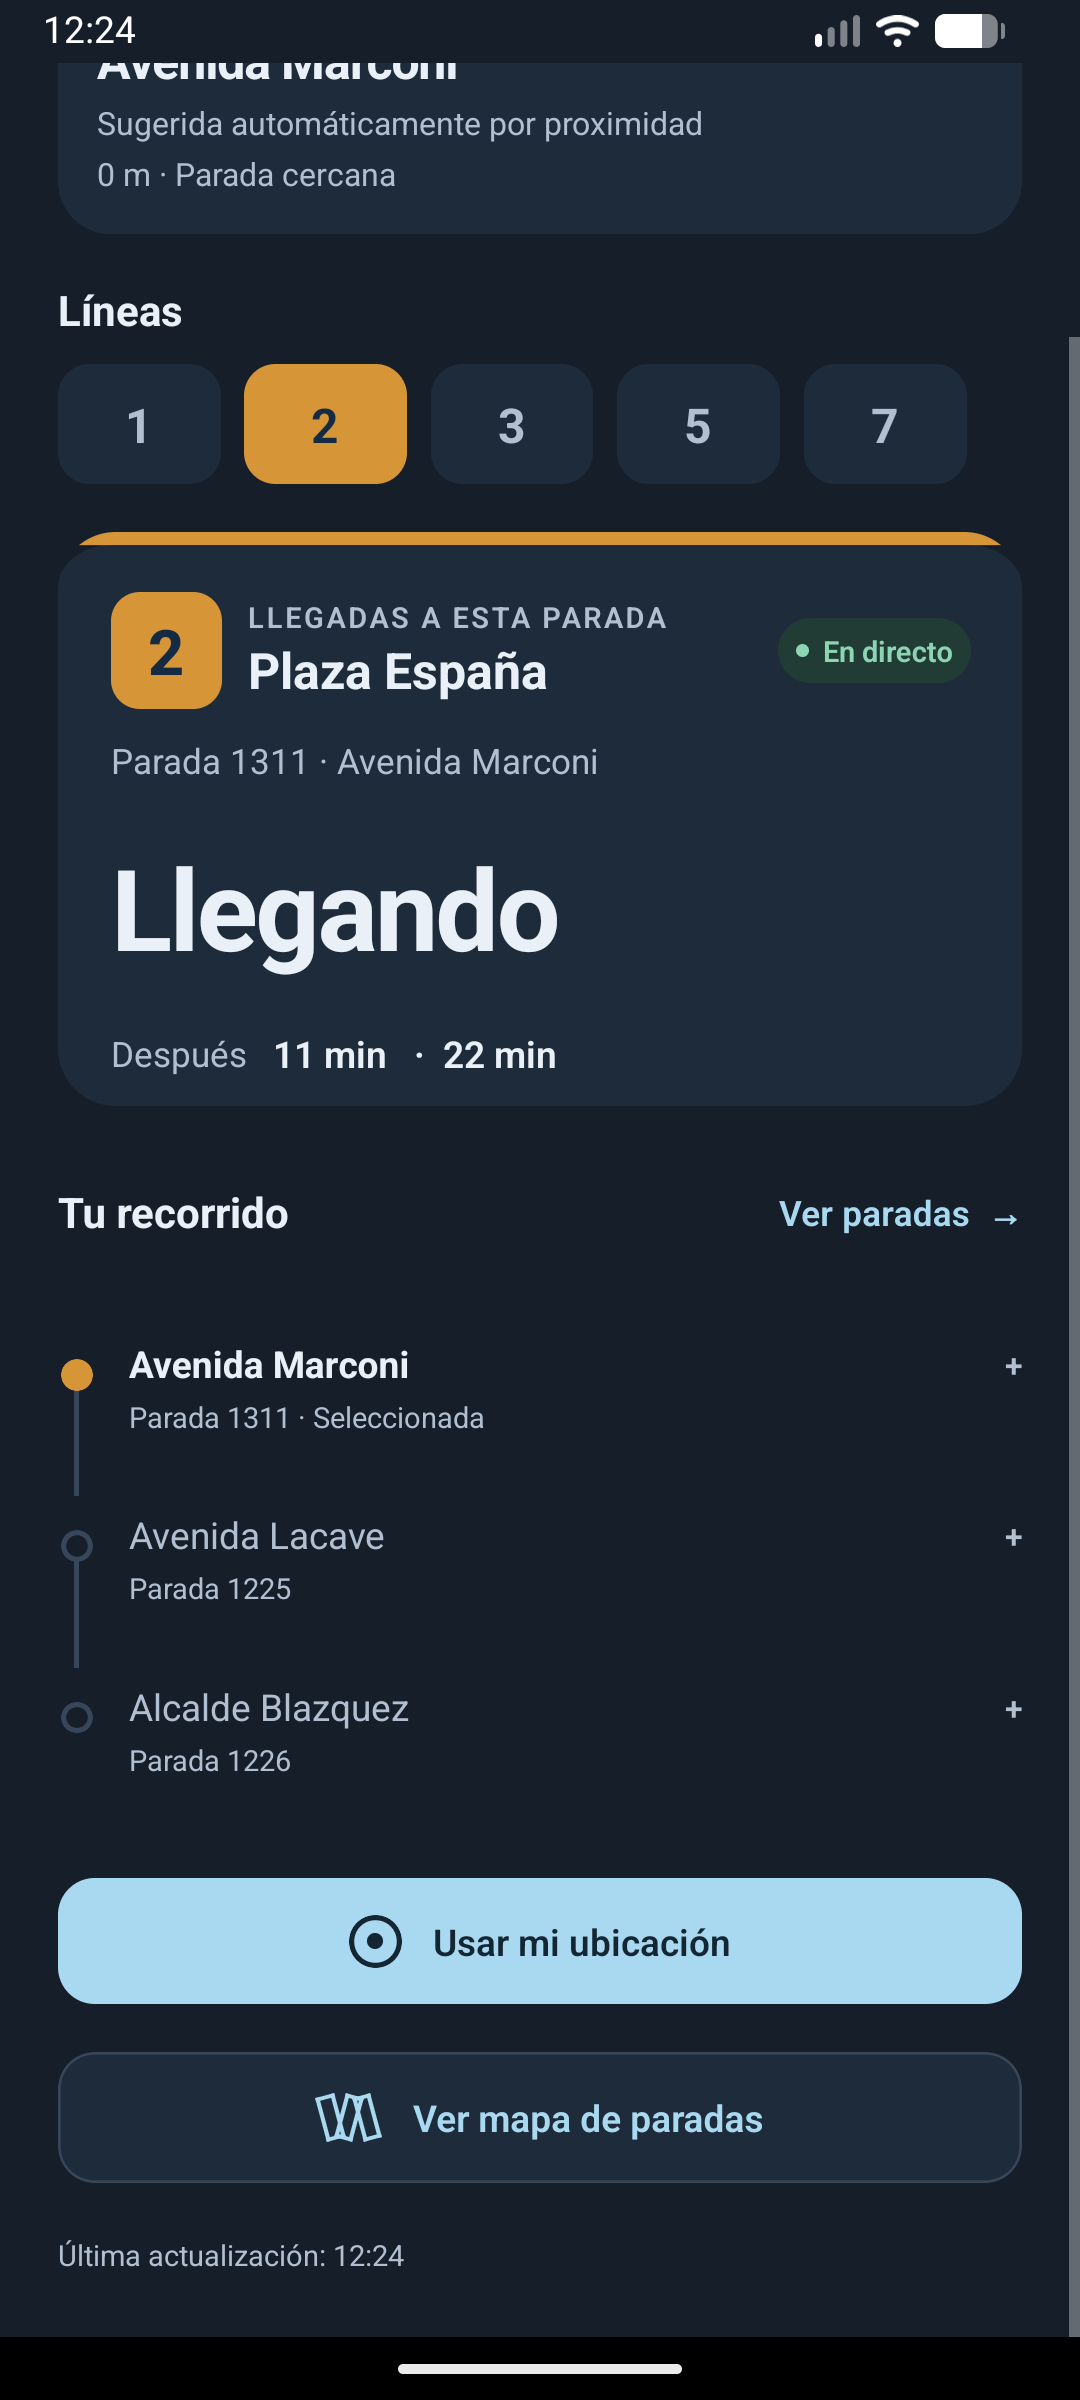 12:24
Avenida Marconi
Sugerida automáticamente por proximidad
0 m · Parada cercana
Líneas
1 2 3 5 7
2
LLEGADAS A ESTA PARADA
Plaza España
En directo
Parada 1311 · Avenida Marconi
Llegando
Después 11 min · 22 min
Tu recorrido
Ver paradas →
Avenida Marconi +
Parada 1311 · Seleccionada
Avenida Lacave +
Parada 1225
Alcalde Blazquez +
Parada 1226
Usar mi ubicación
Ver mapa de paradas
Última actualización: 12:24